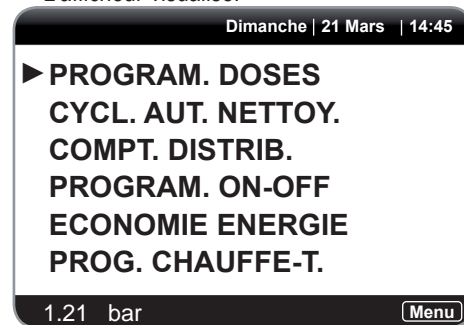 Dimanche | 21 Mars | 14:45
PROGRAM. DOSES
CYCL. AUT. NETTOY.
COMPT. DISTRIB.
PROGRAM. ON-OFF
ECONOMIE ENERGIE
PROG. CHAUFFE-T.
1.21 bar Menu